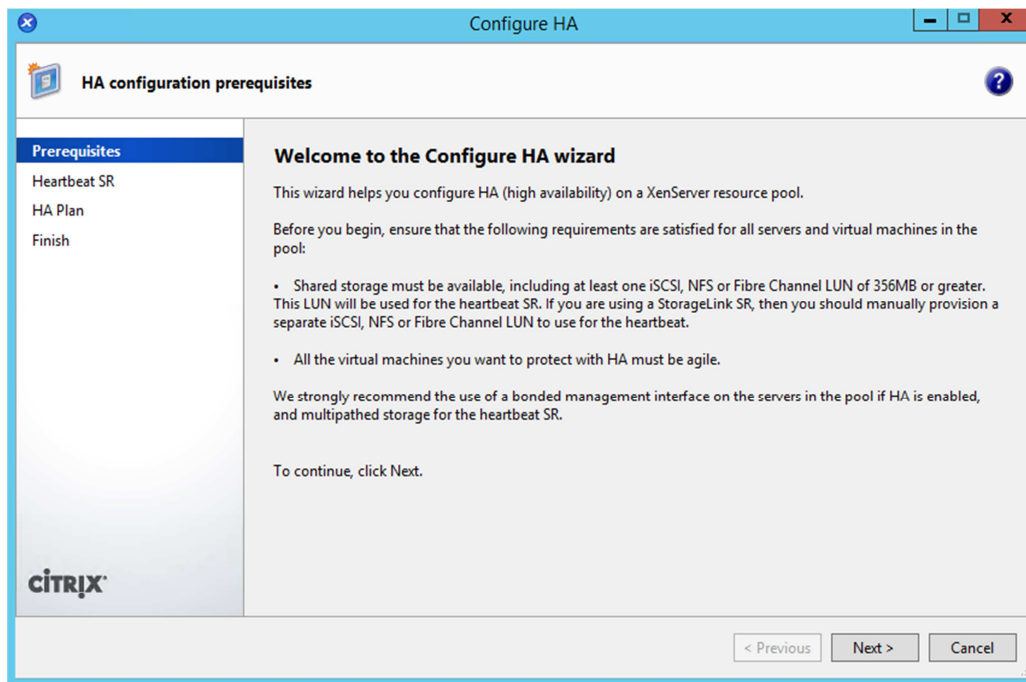 Configure HA
x
HA configuration prerequisites
?
Prerequisites
Heartbeat SR
HA Plan
Finish
Welcome to the Configure HA wizard
This wizard helps you configure HA (high availability) on a XenServer resource pool.
Before you begin, ensure that the following requirements are satisfied for all servers and virtual machines in the
pool:
• Shared storage must be available, including at least one iSCSI, NFS or Fibre Channel LUN of 356MB or greater.
This LUN will be used for the heartbeat SR. If you are using a StorageLink SR, then you should manually provision a
separate iSCSI, NFS or Fibre Channel LUN to use for the heartbeat.
• All the virtual machines you want to protect with HA must be agile.
We strongly recommend the use of a bonded management interface on the servers in the pool if HA is enabled,
and multipathed storage for the heartbeat SR.
To continue, click Next.
CİTRIX
< Previous
Next >
Cancel